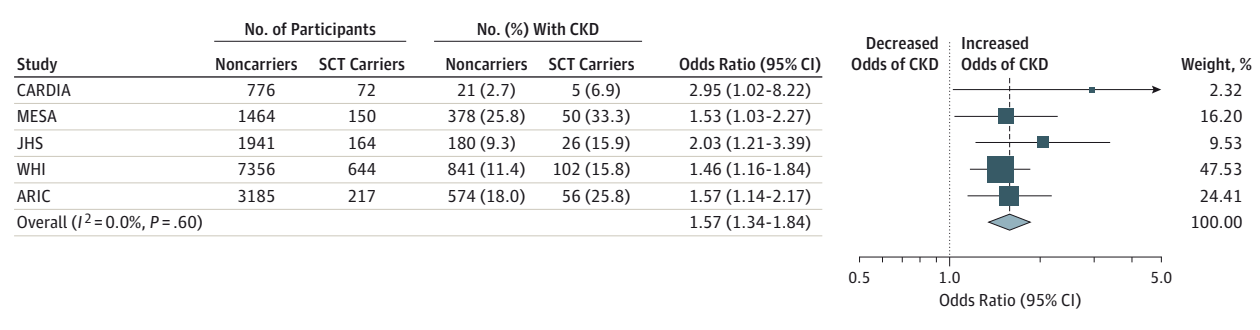 No. of Participants No. (%) With CKD Decreased Increased
Study Noncarriers SCT Carriers Noncarriers SCT Carriers Odds Ratio (95% CI) Odds of CKD Odds of CKD Weight, %
CARDIA 776 72 21 (2.7) 5 (6.9) 2.95 (1.02-8.22) 2.32
MESA 1464 150 378 (25.8) 50 (33.3) 1.53 (1.03-2.27) 16.20
JHS 1941 164 180 (9.3) 26 (15.9) 2.03 (1.21-3.39) 9.53
WHI 7356 644 841 (11.4) 102 (15.8) 1.46 (1.16-1.84) 47.53
ARIC 3185 217 574 (18.0) 56 (25.8) 1.57 (1.14-2.17) 24.41
Overall (I² = 0.0%, P = .60) 1.57 (1.34-1.84) 100.00
0.5 1.0 5.0
Odds Ratio (95% CI)